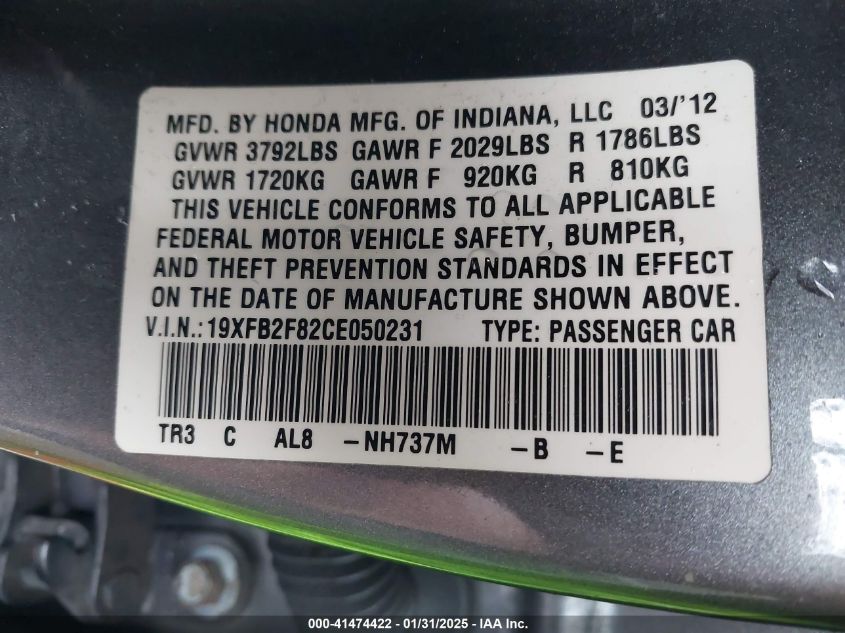 MFD. BY HONDA MFG. OF INDIANA, LLC 03/'12
GVWR 3792LBS GAWR F 2029LBS R 1786LBS
GVWR 1720KG GAWR F 920KG R 810KG
THIS VEHICLE CONFORMS TO ALL APPLICABLE
FEDERAL MOTOR VEHICLE SAFETY, BUMPER,
AND THEFT PREVENTION STANDARDS IN EFFECT
ON THE DATE OF MANUFACTURE SHOWN ABOVE.
V.I.N.:19XFB2F82CE050231 TYPE: PASSENGER CAR
TR3 C AL8 -NH737M -B -E
000-41474422 - 01/31/2025 - IAA Inc.